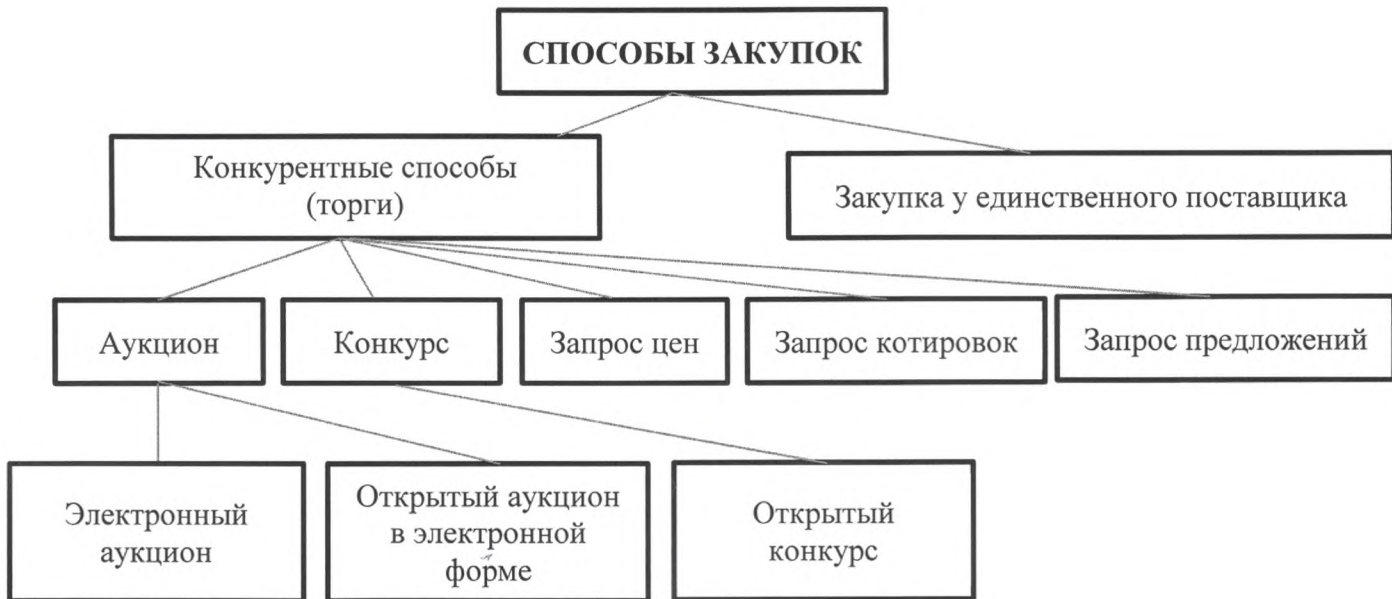 СПОСОБЫ ЗАКУПОК
Конкурентные способы
(торги)
Закупка у единственного поставщика
Аукцион
Конкурс
Запрос цен
Запрос котировок
Запрос предложений
Электронный
аукцион
Открытый аукцион
в электронной
форме
Открытый
конкурс